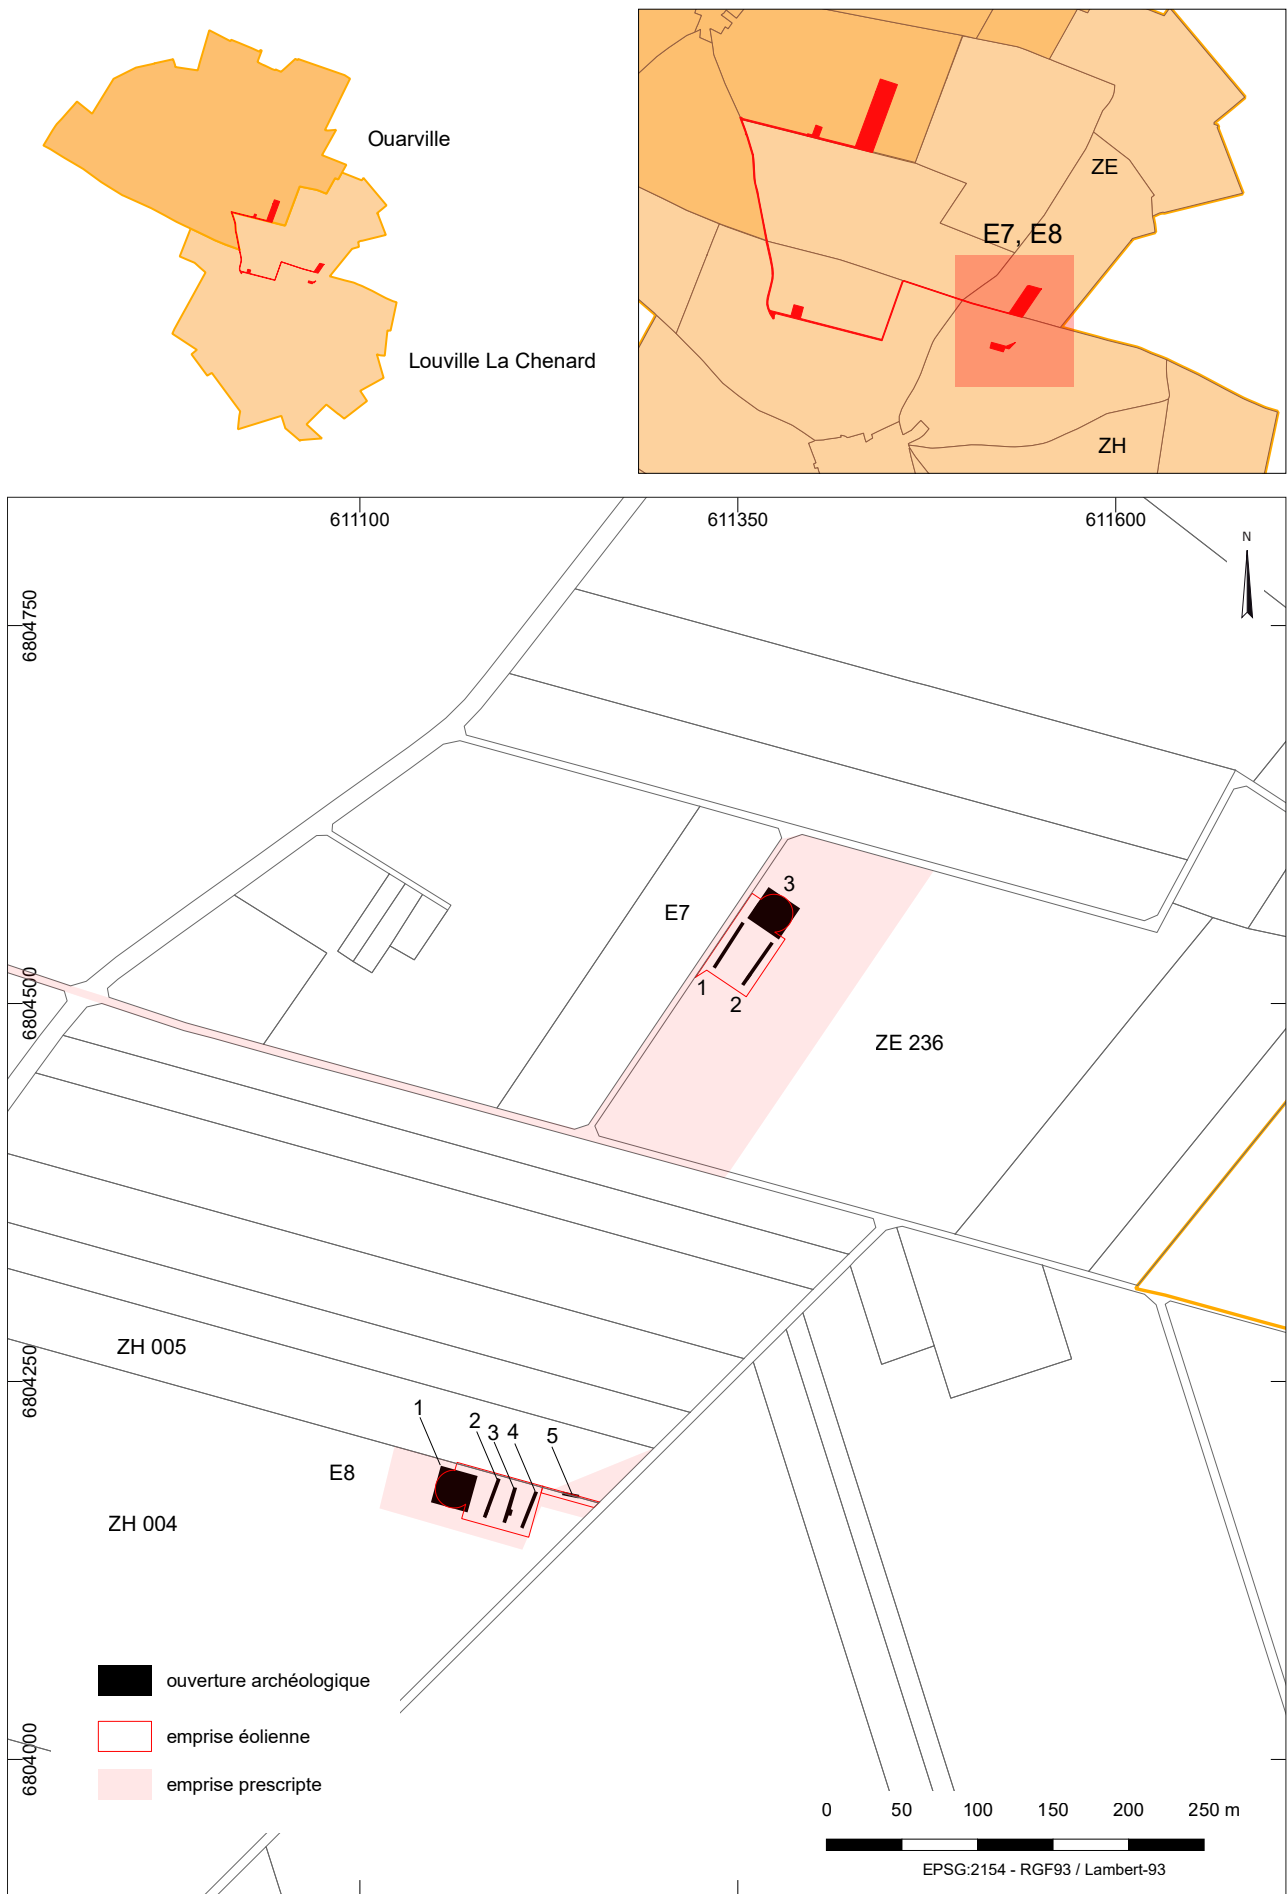 Ouarville
Louville La Chenard
ZE
E7, E8
ZH
611100
611350
611600
N
6804750
3
E7
1
2
6804500
ZE 236
ZH 005
6804250
1
2
3
4
5
E8
ZH 004
ouverture archéologique
emprise éolienne
6804000
emprise prescripte
0 50 100 150 200 250 m
EPSG:2154 - RGF93 / Lambert-93